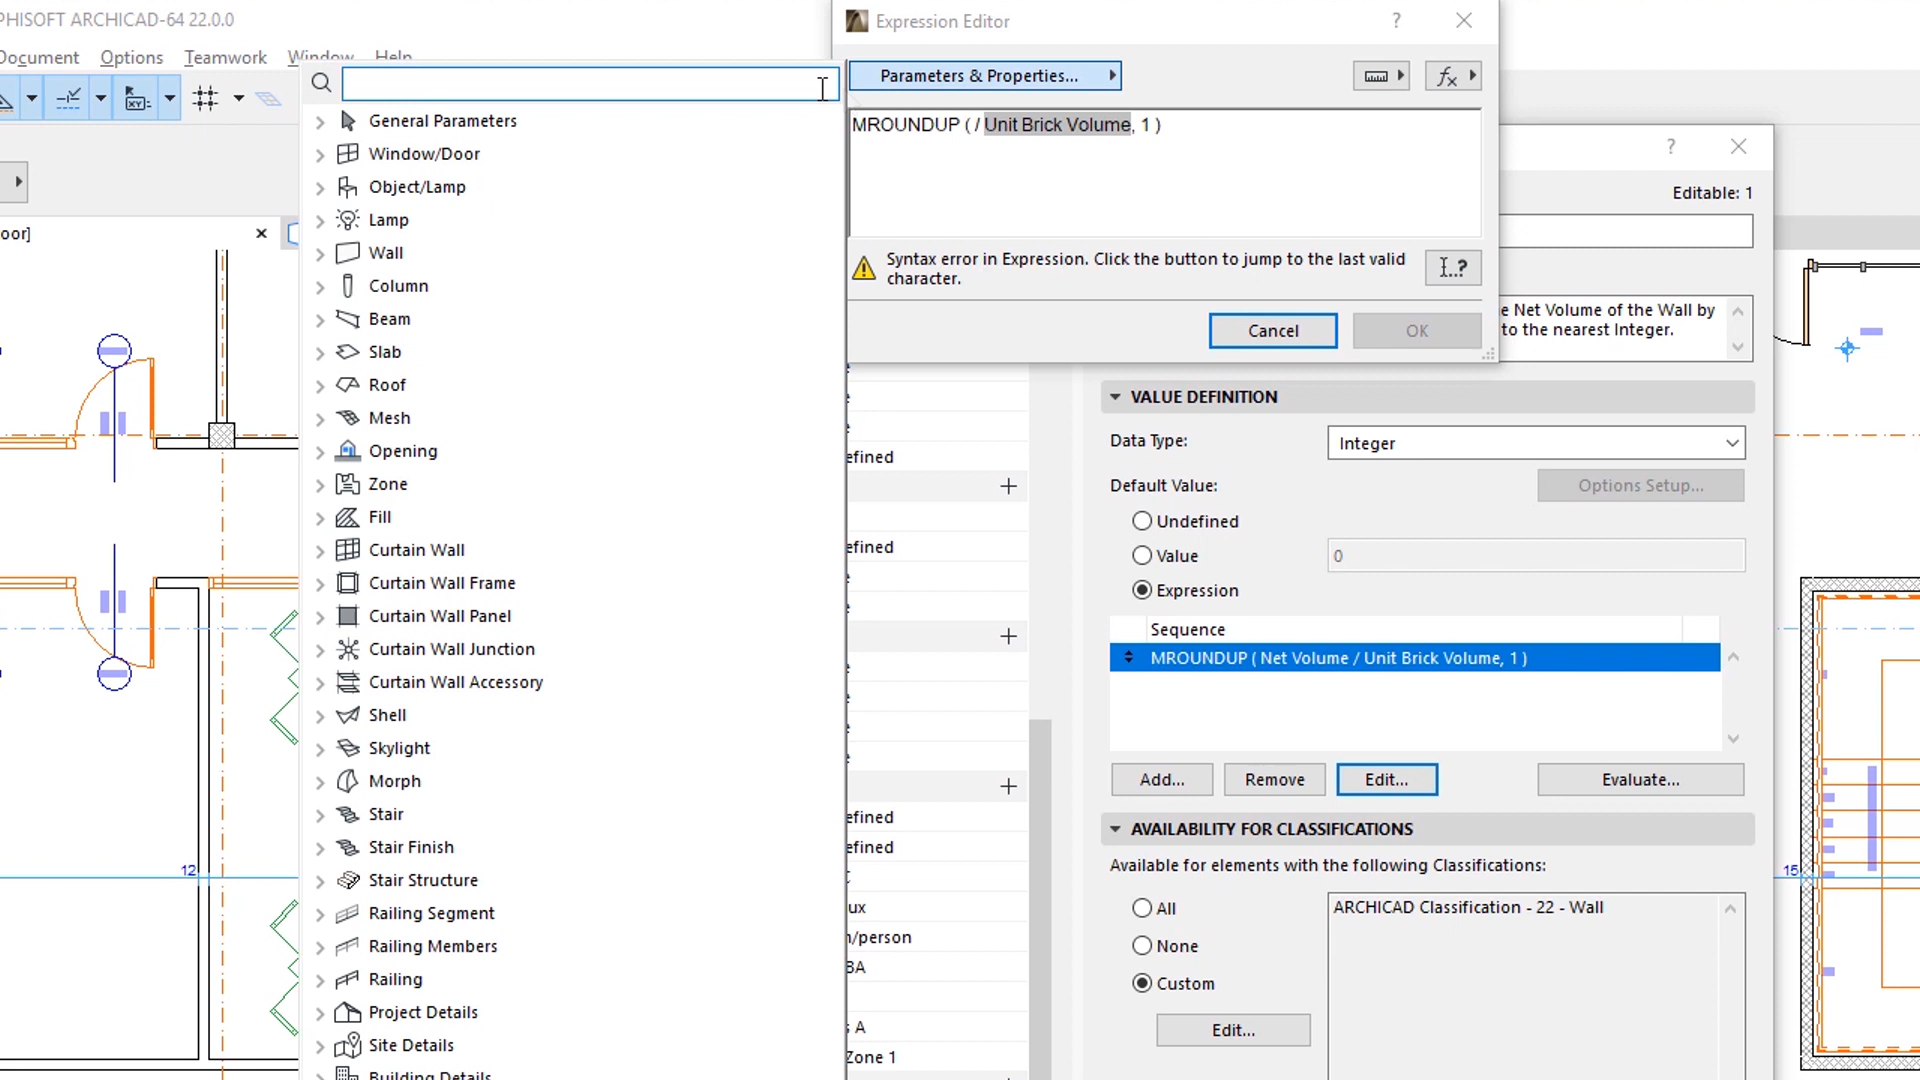 PHISOFT ARCHICAD-64 22.0.0
Document Options Teamwork Window Help
oor]
12
General Parameters
Window/Door
Object/Lamp
Lamp
Wall
Column
Beam
Slab
Roof
Mesh
Opening
Zone
Fill
Curtain Wall
Curtain Wall Frame
Curtain Wall Panel
Curtain Wall Junction
Curtain Wall Accessory
Shell
Skylight
Morph
Stair
Stair Finish
Stair Structure
Railing Segment
Railing Members
Railing
Project Details
Site Details
Building Details
Expression Editor
Parameters & Properties...
fx
MROUNDUP ( / Unit Brick Volume, 1 )
Syntax error in Expression. Click the button to jump to the last valid
character.
Cancel OK
efined
efined
efined
efined
ux
n/person
BA
s A
Zone 1
Editable: 1
e Net Volume of the Wall by
to the nearest Integer.
VALUE DEFINITION
Data Type: Integer
Default Value: Options Setup...
Undefined
Value 0
Expression
Sequence
MROUNDUP ( Net Volume / Unit Brick Volume, 1 )
Add... Remove Edit... Evaluate...
AVAILABILITY FOR CLASSIFICATIONS
Available for elements with the following Classifications:
All
None
Custom
Edit...
ARCHICAD Classification - 22 - Wall
15